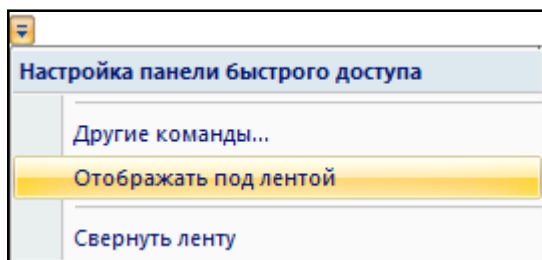 Настройка панели быстрого доступа
Другие команды...
Отображать под лентой
Свернуть ленту